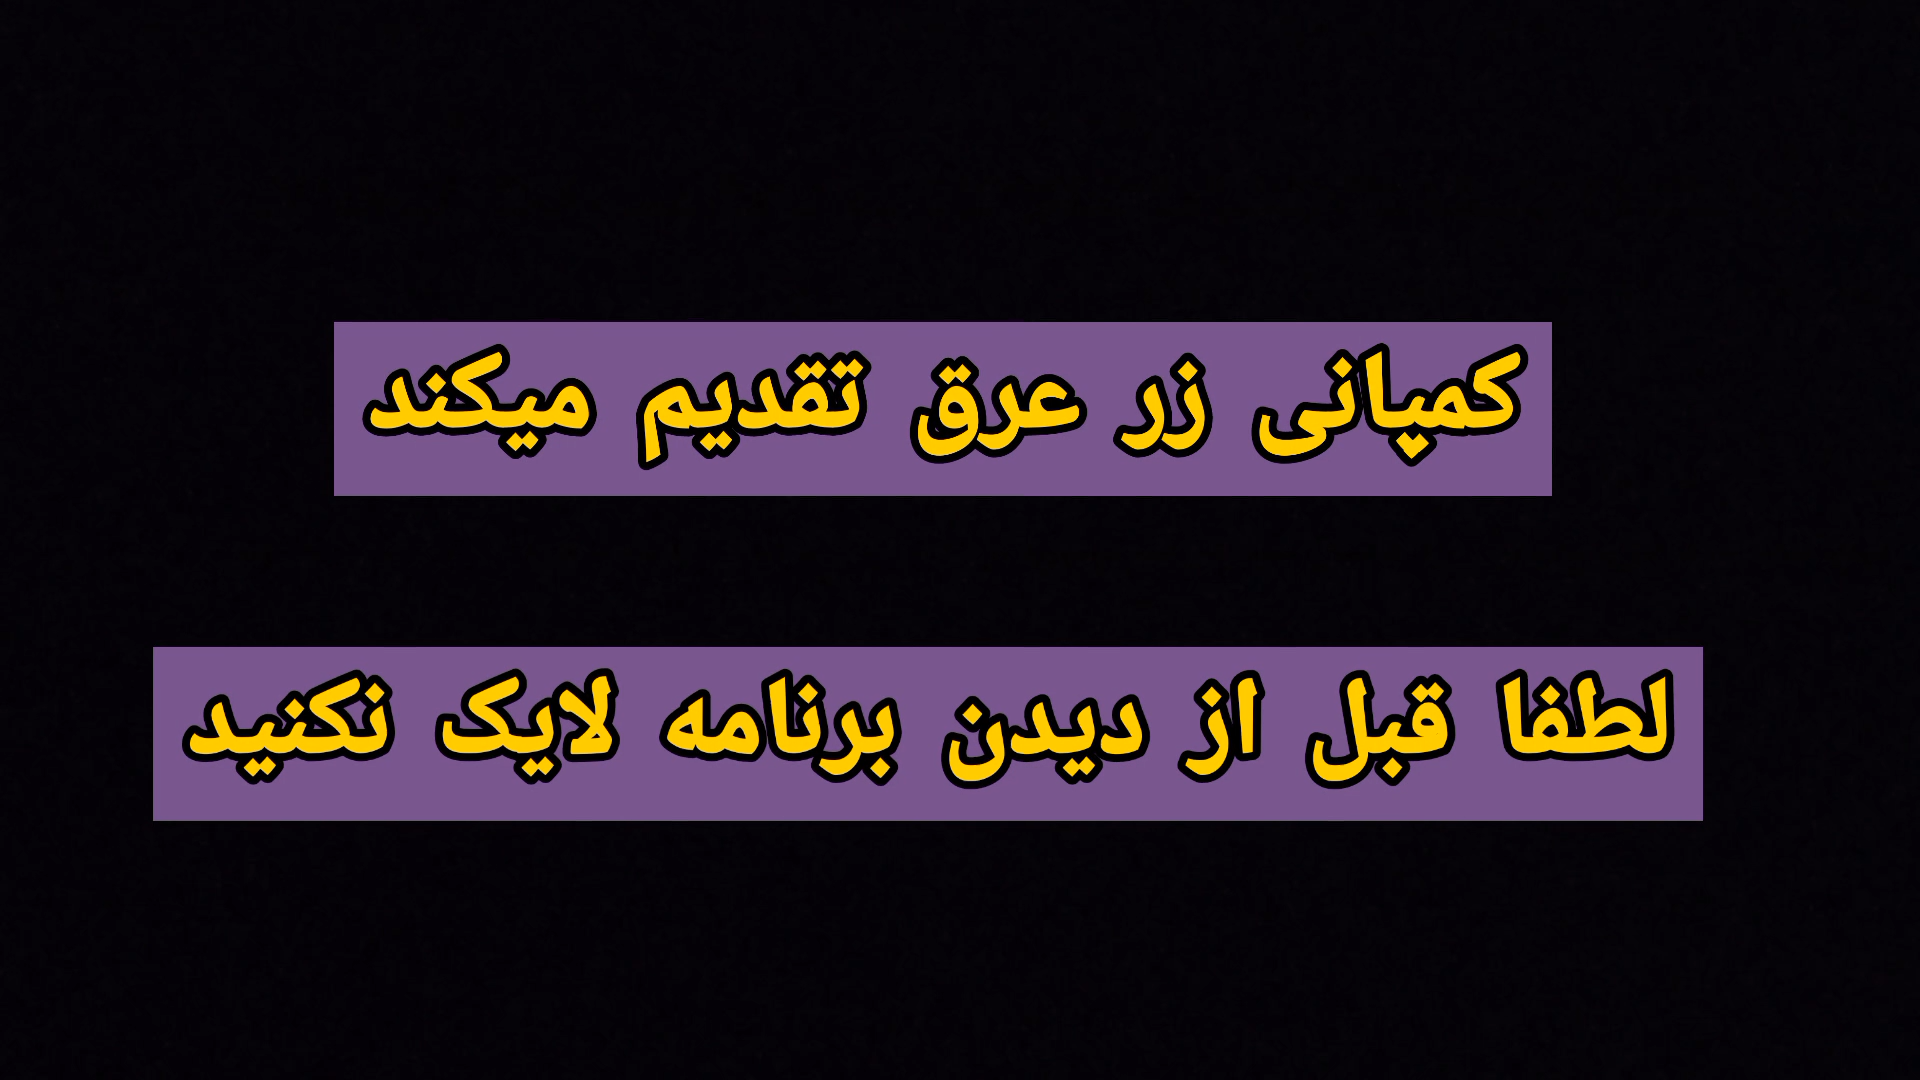 کمپانی زر عرق تقدیم میکند
لطفا قبل از دیدن برنامه لایک نکنید